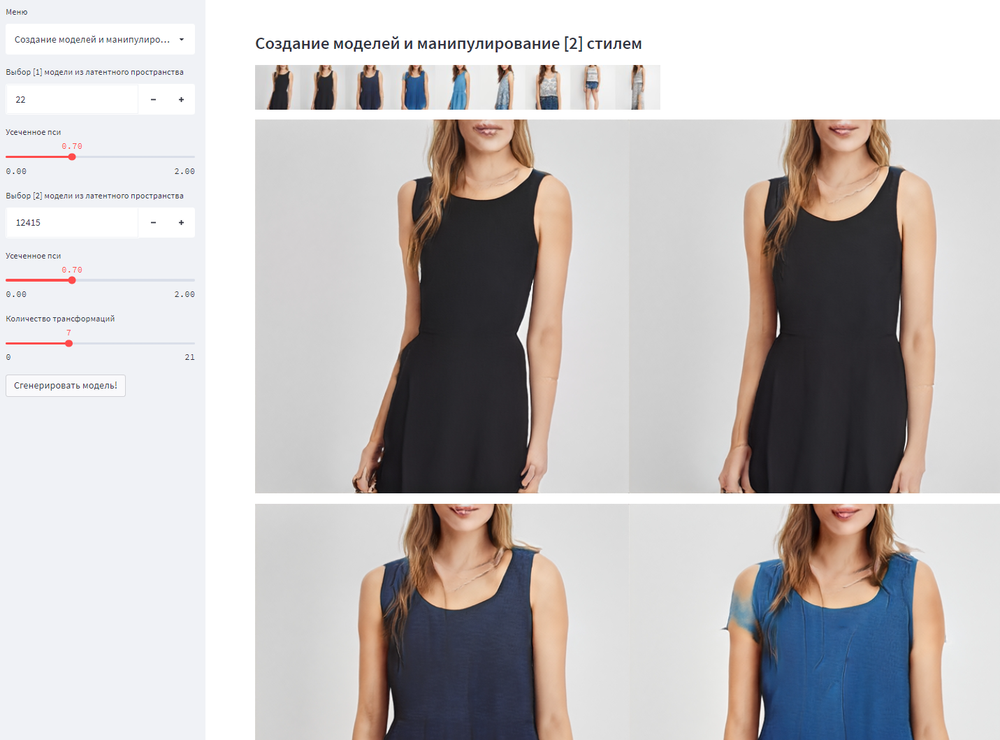 Меню
Создание моделей и манипулиро...
Выбор [1] модели из латентного пространства
22
Усеченное пси
0.70
0.00 2.00
Выбор [2] модели из латентного пространства
12415
Усеченное пси
0.70
0.00 2.00
Количество трансформаций
7
0 21
Сгенерировать модель!
Создание моделей и манипулирование [2] стилем